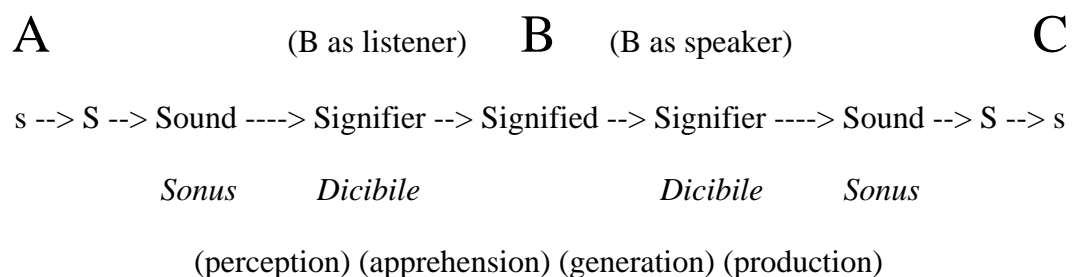 A (B as listener) B (B as speaker) C
s --> S --> Sound ----> Signifier --> Signified --> Signifier ----> Sound --> S --> s
Sonus Dicibile Dicibile Sonus
(perception) (apprehension) (generation) (production)